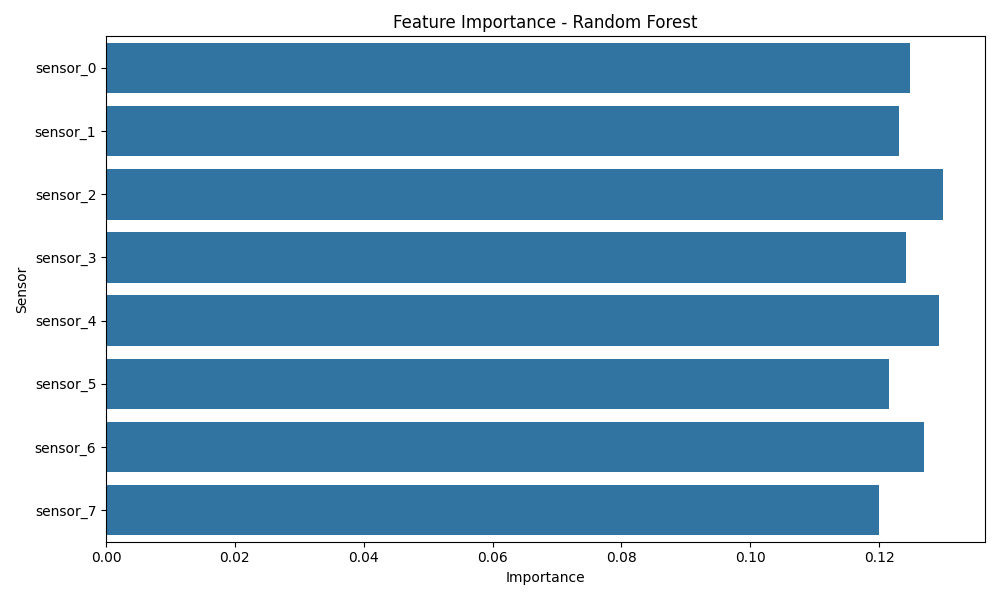 Feature Importance - Random Forest
Sensor
sensor_0
sensor_1
sensor_2
sensor_3
sensor_4
sensor_5
sensor_6
sensor_7
0.00 0.02 0.04 0.06 0.08 0.10 0.12
Importance